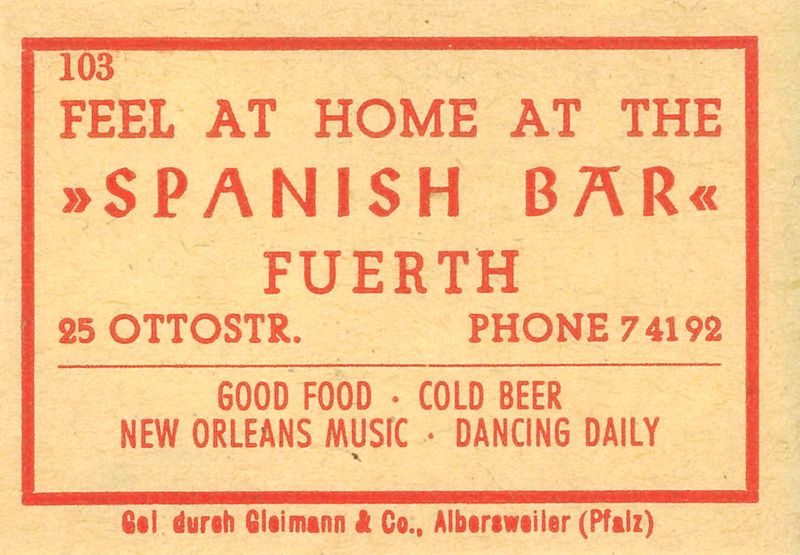 103
FEEL AT HOME AT THE
»SPANISH BAR«
FUERTH
25 OTTOSTR. PHONE 74192
GOOD FOOD · COLD BEER
NEW ORLEANS MUSIC · DANCING DAILY
Gel durch Gleimann & Co., Albersweiler (Pfalz)